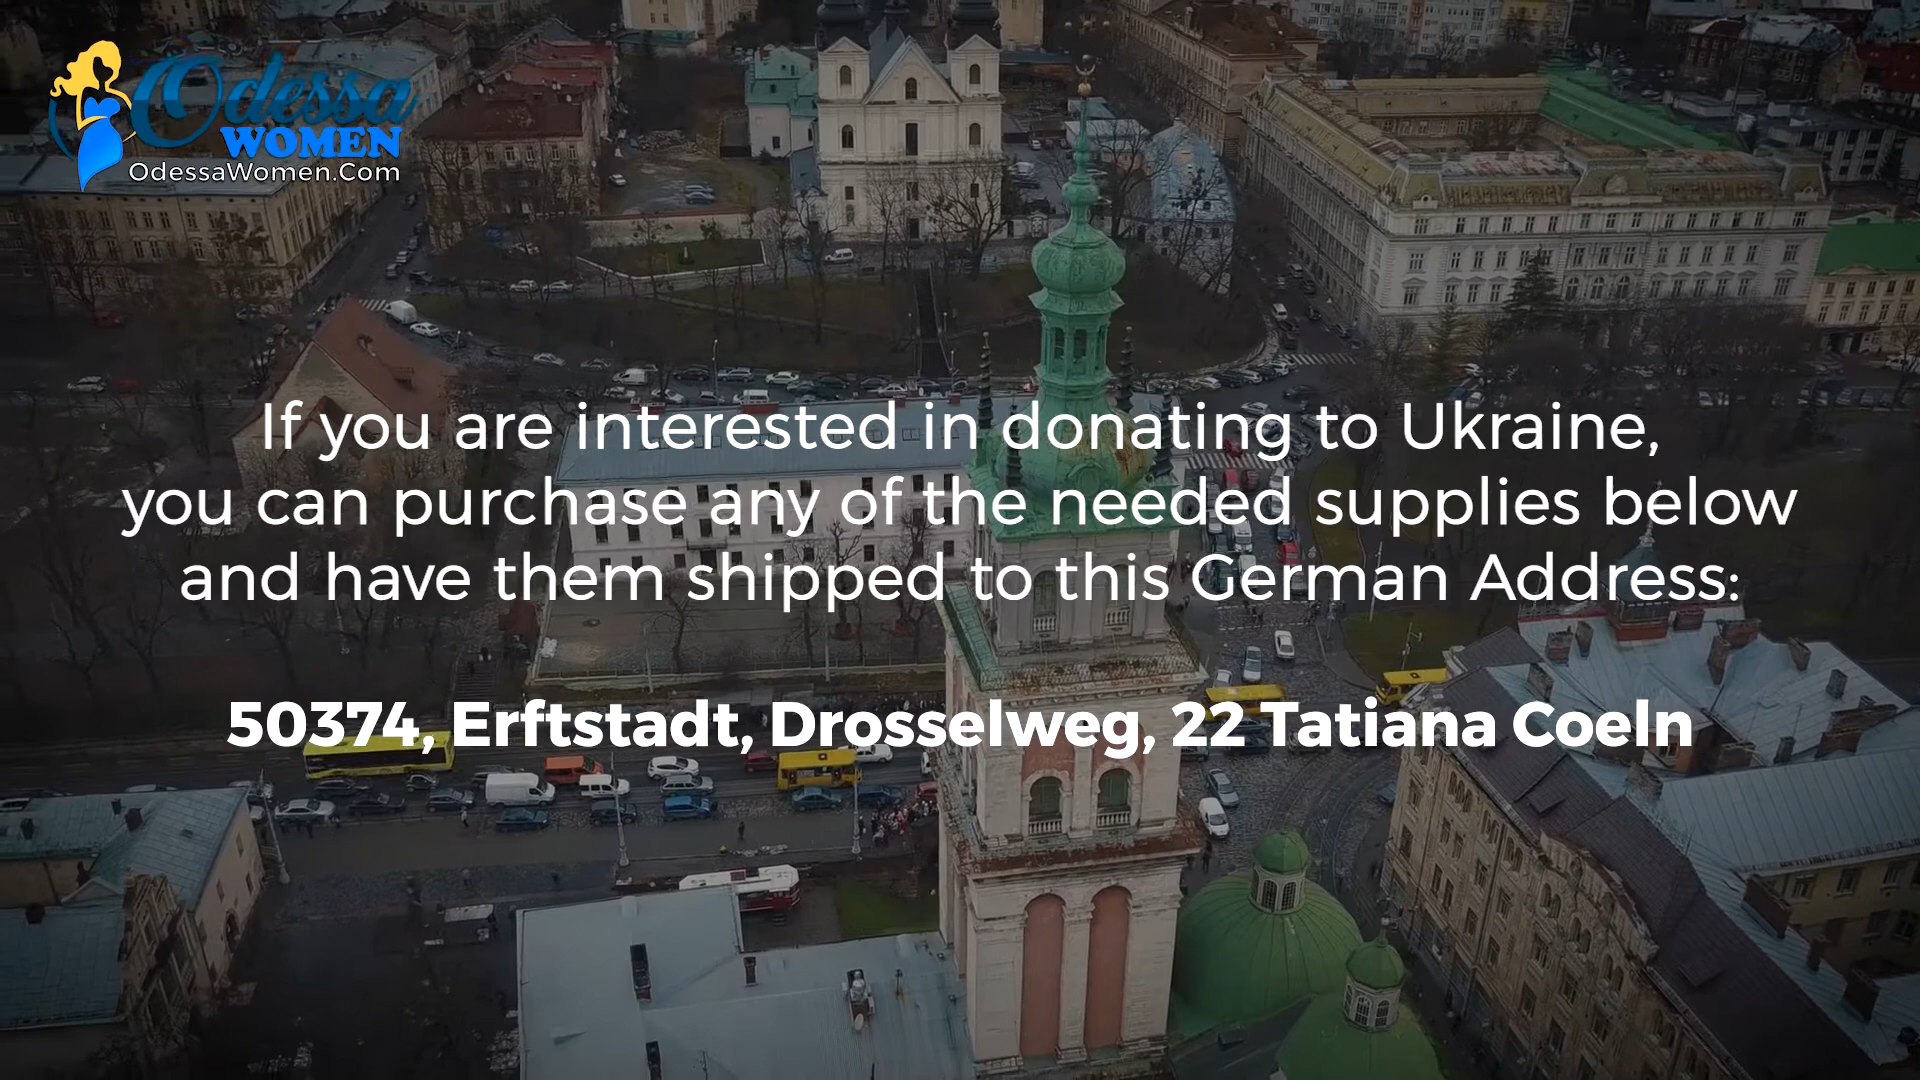 Odessa
WOMEN
OdessaWomen.Com
If you are interested in donating to Ukraine,
you can purchase any of the needed supplies below
and have them shipped to this German Address:
50374, Erftstadt, Drosselweg, 22 Tatiana Coeln